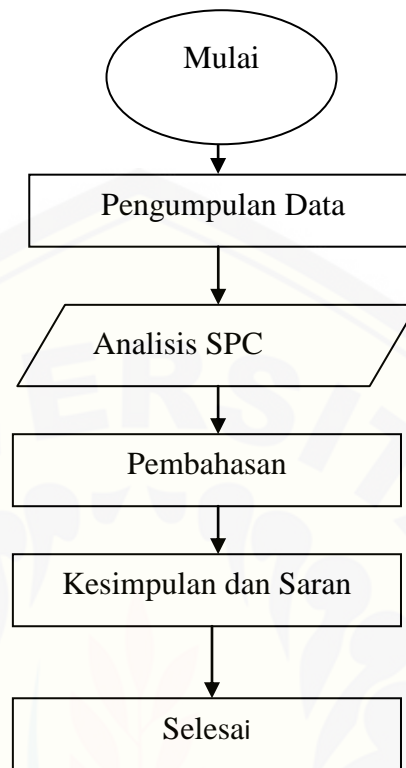 Mulai
Pengumpulan Data
Analisis SPC
Pembahasan
Kesimpulan dan Saran
Selesai